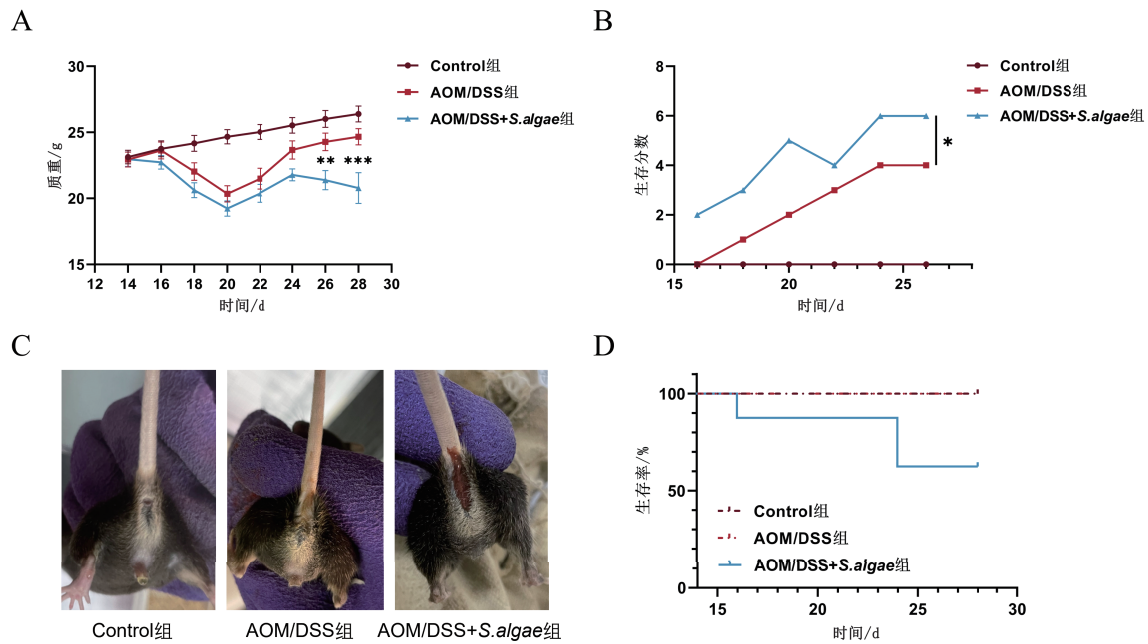 A
30
25
20
15
质重/g
12 14 16 18 20 22 24 26 28 30
时间/d
Control组
AOM/DSS组
AOM/DSS+S.algae组
** ***
B
8
6
4
2
0
生存分数
15 20 25
时间/d
Control组
AOM/DSS组
AOM/DSS+S.algae组
*
C
Control组
AOM/DSS组
AOM/DSS+S.algae组
D
100
50
0
生存率/%
15 20 25 30
时间/d
Control组
AOM/DSS组
AOM/DSS+S.algae组